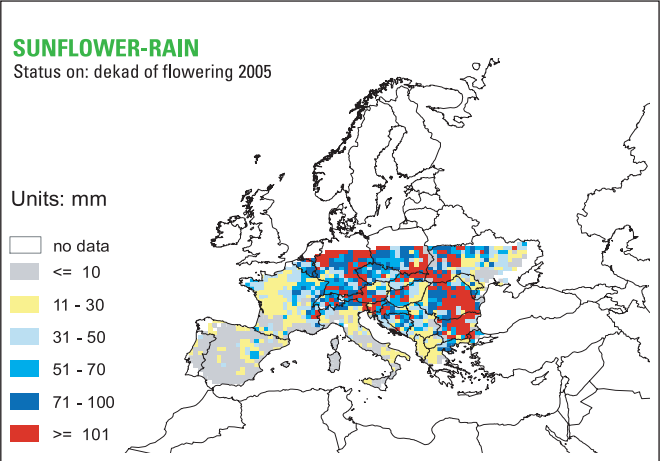 SUNFLOWER-RAIN
Status on: dekad of flowering 2005
Units: mm
no data
<= 10
11 - 30
31 - 50
51 - 70
71 - 100
>= 101